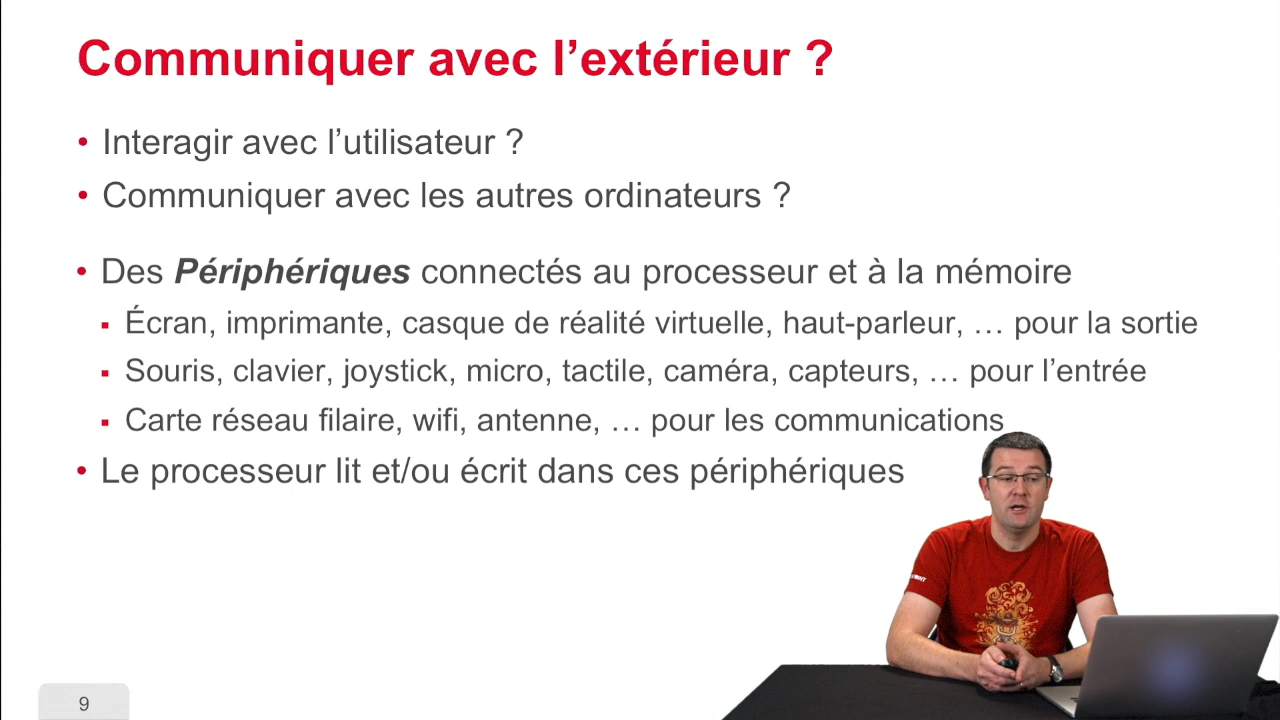 Communiquer avec l’extérieur ?
• Interagir avec l’utilisateur ?
• Communiquer avec les autres ordinateurs ?
• Des Périphériques connectés au processeur et à la mémoire
▪ Écran, imprimante, casque de réalité virtuelle, haut-parleur, … pour la sortie
▪ Souris, clavier, joystick, micro, tactile, caméra, capteurs, … pour l’entrée
▪ Carte réseau filaire, wifi, antenne, … pour les communications
• Le processeur lit et/ou écrit dans ces périphériques
9